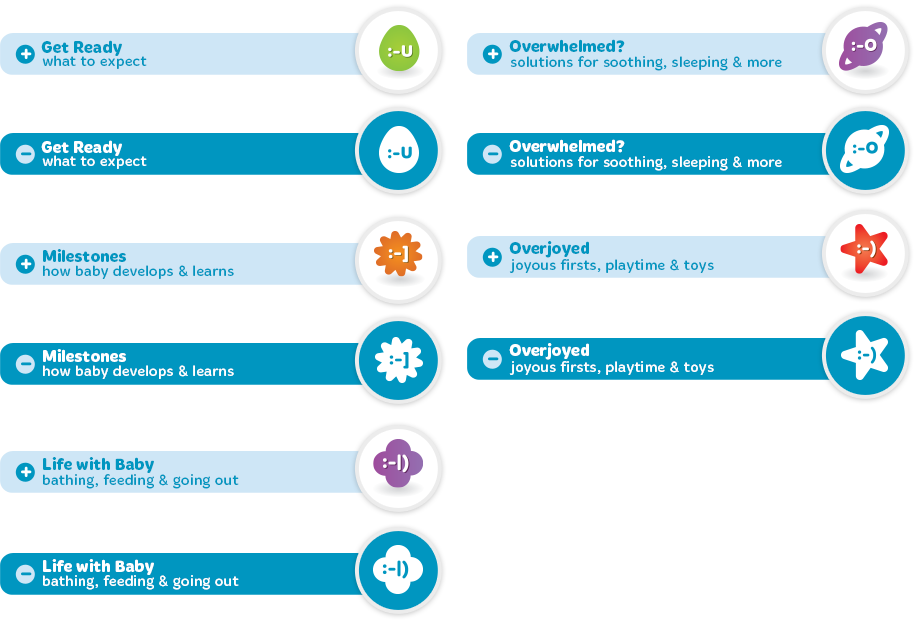 Get Ready
what to expect
:-U
Get Ready
what to expect
:-U
Milestones
how baby develops & learns
:-]
Milestones
how baby develops & learns
:-]
Life with Baby
bathing, feeding & going out
:-I)
Life with Baby
bathing, feeding & going out
:-I)
Overwhelmed?
solutions for soothing, sleeping & more
:-O
Overwhelmed?
solutions for soothing, sleeping & more
:-O
Overjoyed
joyous firsts, playtime & toys
:-)
Overjoyed
joyous firsts, playtime & toys
:-)